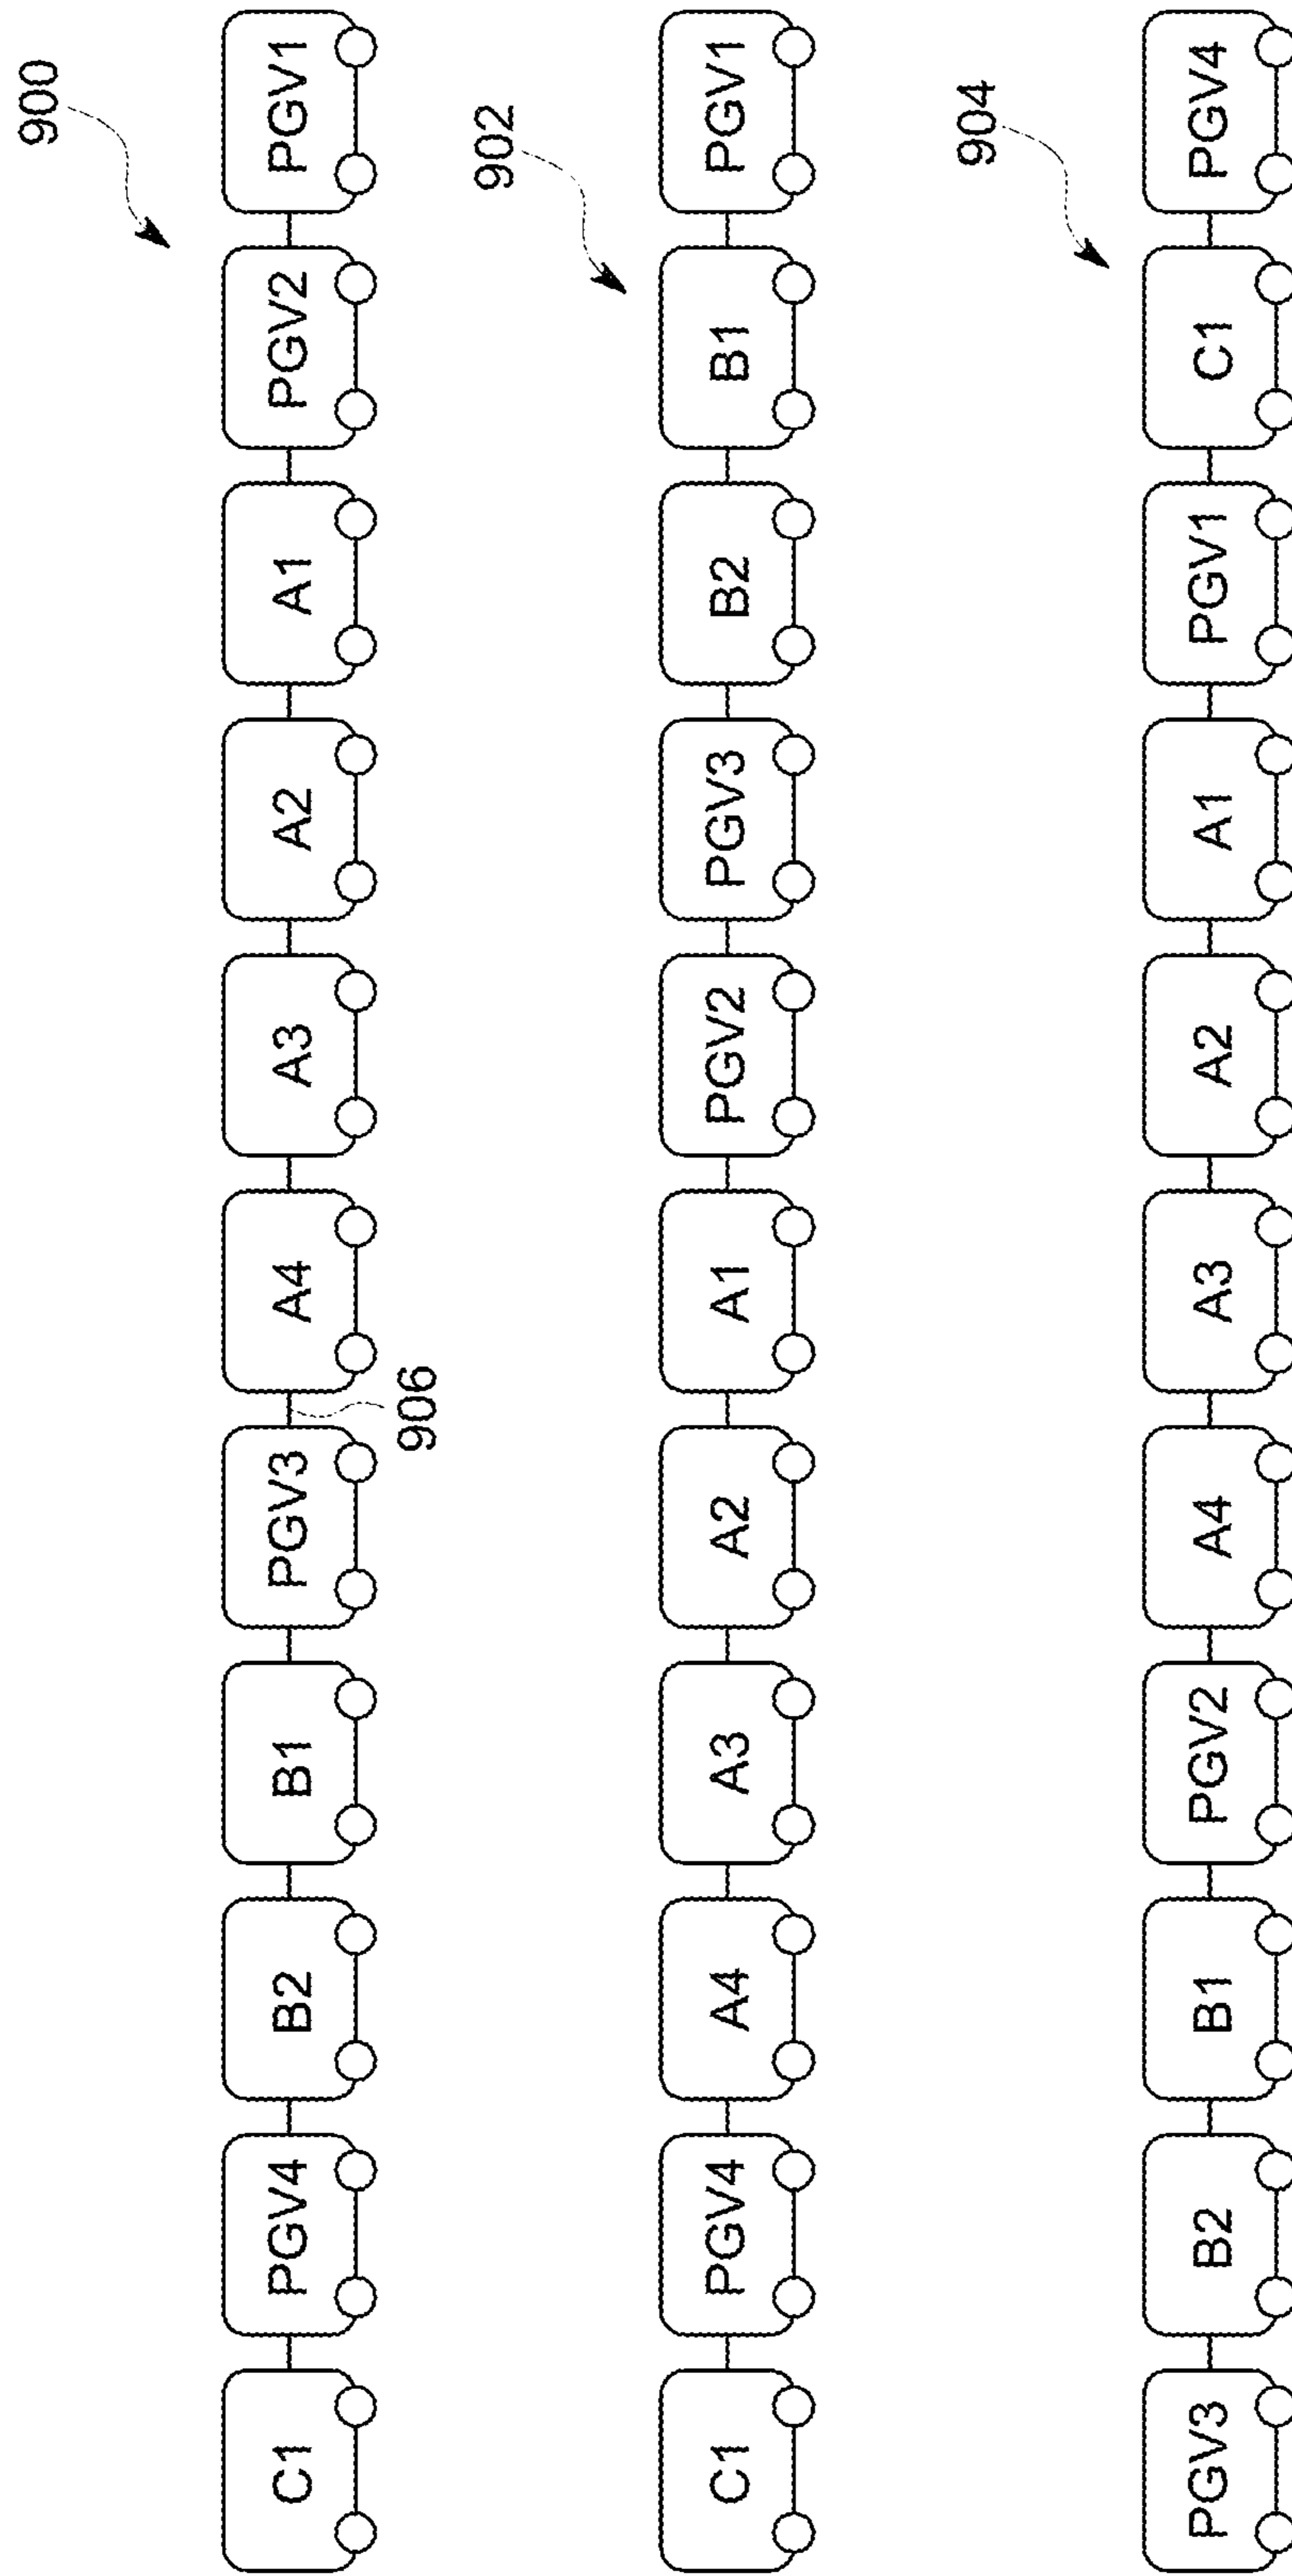 900
C1 PGV4 B2 B1 PGV3 A4 A3 A2 A1 PGV2 PGV1
906
902
C1 PGV4 A4 A3 A2 A1 PGV2 PGV3 B2 B1 PGV1
904
PGV3 B2 B1 PGV2 A4 A3 A2 A1 PGV1 C1 PGV4